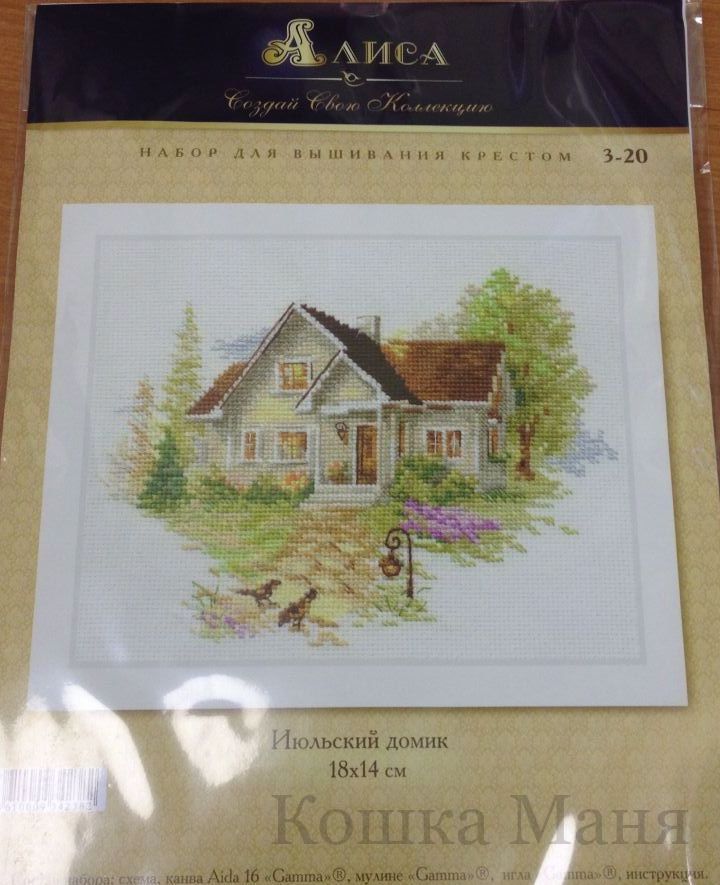 Алиса
Создай Свою Коллекцию
НАБОР ДЛЯ ВЫШИВАНИЯ КРЕСТОМ 3-20
Июльский домик
18х14 см
Кошка Маня
набора: схема, канва Aida 16 «Gamma»®, мулине «Gamma»®, игла «Gamma»®, инструкция.